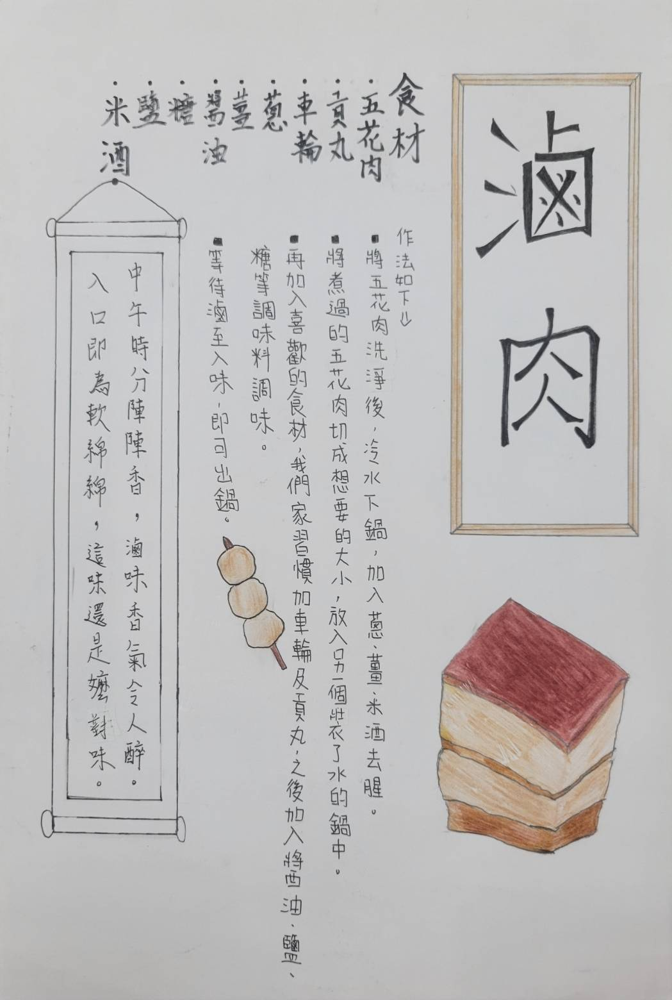 滷肉
食材
・五花肉
・貢丸
・車輪
・蔥
・薑
・醬油
・糖
・鹽
・米酒
作法如下⇓
▪將五花肉洗淨後，冷水下鍋，加入蔥、薑、米酒去腥。
▪將煮過的五花肉切成想要的大小，放入另一個裝了水的鍋中。
▪再加入喜歡的食材，我們家習慣加車輪及貢丸，之後加入醬油、鹽、
糖等調味料調味。
▪等待滷至入味，即可出鍋。
中午時分陣陣香，滷味香氣令人醉。
入口即為軟綿綿，這味還是嬤對味。